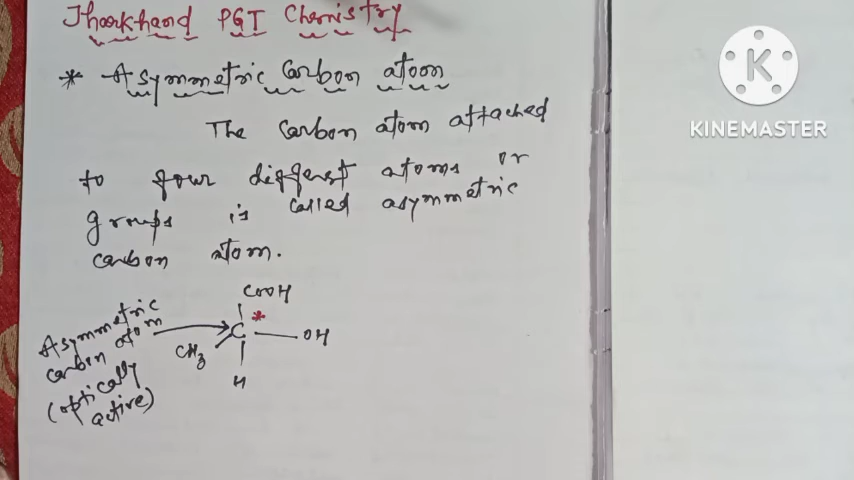 Jharkhand PGT Chemistry
* Asymmetric carbon atom
The carbon atom attached
to four different atoms or
groups is called asymmetric
carbon atom.
COOH
*
Asymmetric
carbon atom
(optically
active)
C
OH
CH3
H
K
KINEMASTER